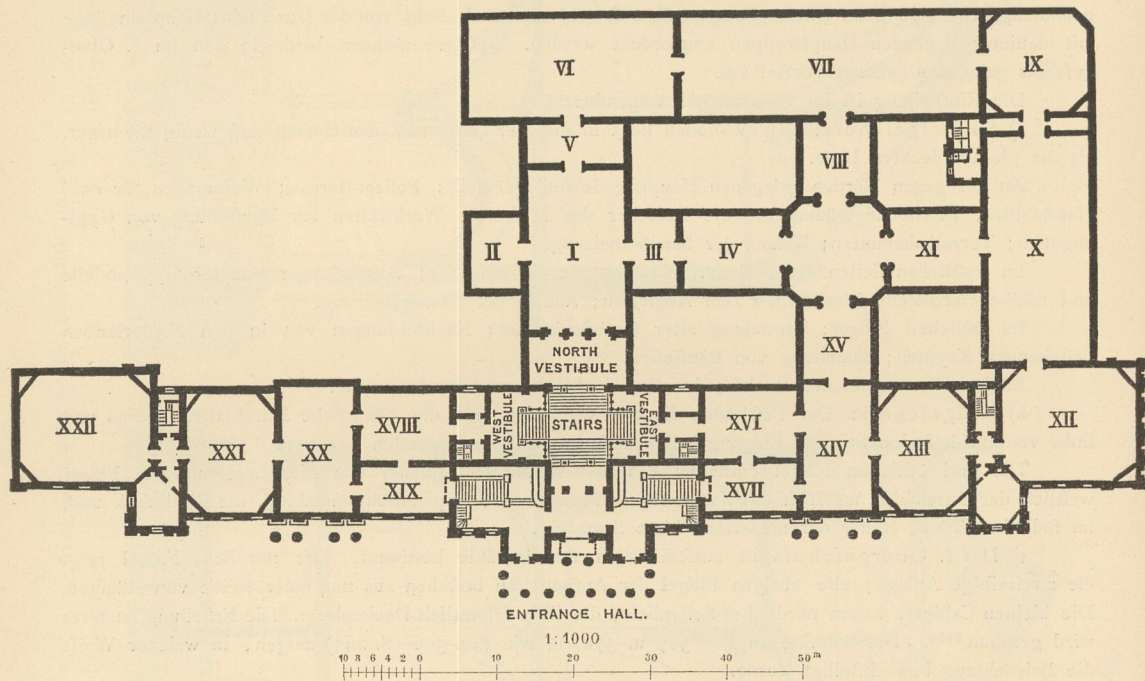 VI
VII
IX
V
VIII
II
I
III
IV
XI
X
XV
NORTH
VESTIBULE
XXII
XXI
XX
XVIII
WEST
VESTIBULE
STAIRS
EAST
VESTIBULE
XVI
XIV
XIII
XII
XIX
XVII
ENTRANCE HALL.
1:1000
10 8 6 4 2 0 10 20 30 40 50 m